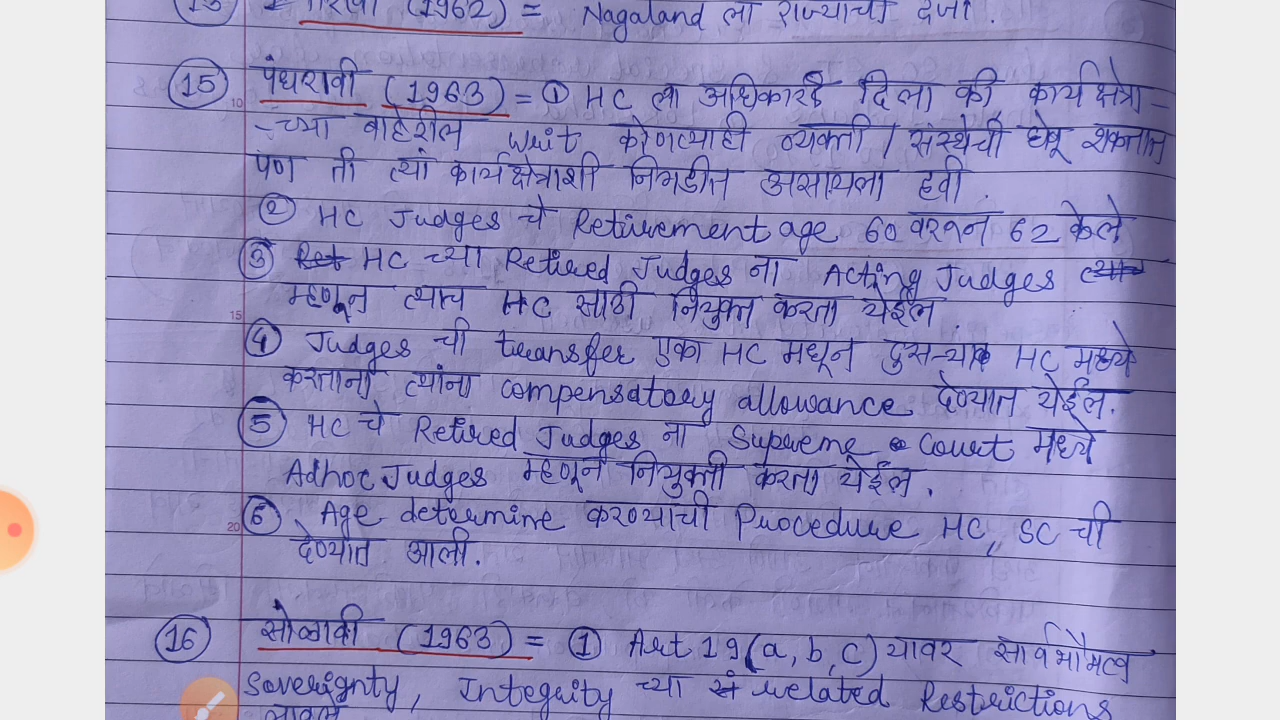 (1962) = Nagaland ला राज्याचा दर्जा.
15 पंधरावी (1963) = ① HC ला अधिकार दिला की कार्यक्षेत्रा-
-च्या बाहेरील writ कोणत्याही व्यक्ती / संस्थेची घेवू शकतात
पण ती त्या कार्यक्षेत्राशी निगडीत असायला हवी.
② HC Judges चे Retirement age 60 वरुन 62 केले
③ HC च्या Retired Judges ना Acting Judges
म्हणून त्याच HC साठी नियुक्त करता येईल.
④ Judges ची transfer एका HC मधून दुसऱ्या HC मध्ये
करताना त्यांना compensatory allowance देण्यात येईल.
⑤ HC चे Retired Judges ना Supreme Court मध्ये
Adhoc Judges म्हणून नियुक्ती करता येईल.
⑥ Age determine करण्याची Procedure HC, SC ची
देण्यात आली.
16 सोळावी (1963) = ① Art 19(a, b, c) यावर सार्वभौमत्व
Soverignty, Integrity च्या related Restrictions
लावले